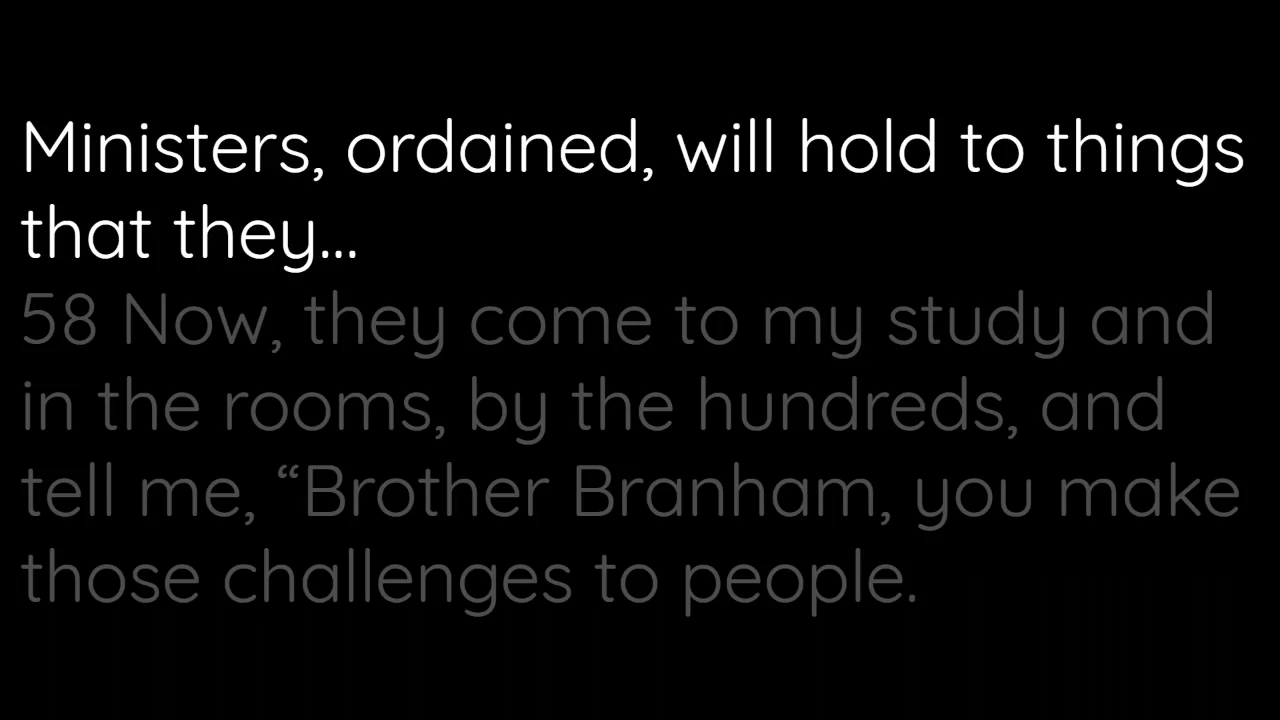 Ministers, ordained, will hold to things
that they...
58 Now, they come to my study and
in the rooms, by the hundreds, and
tell me, “Brother Branham, you make
those challenges to people.